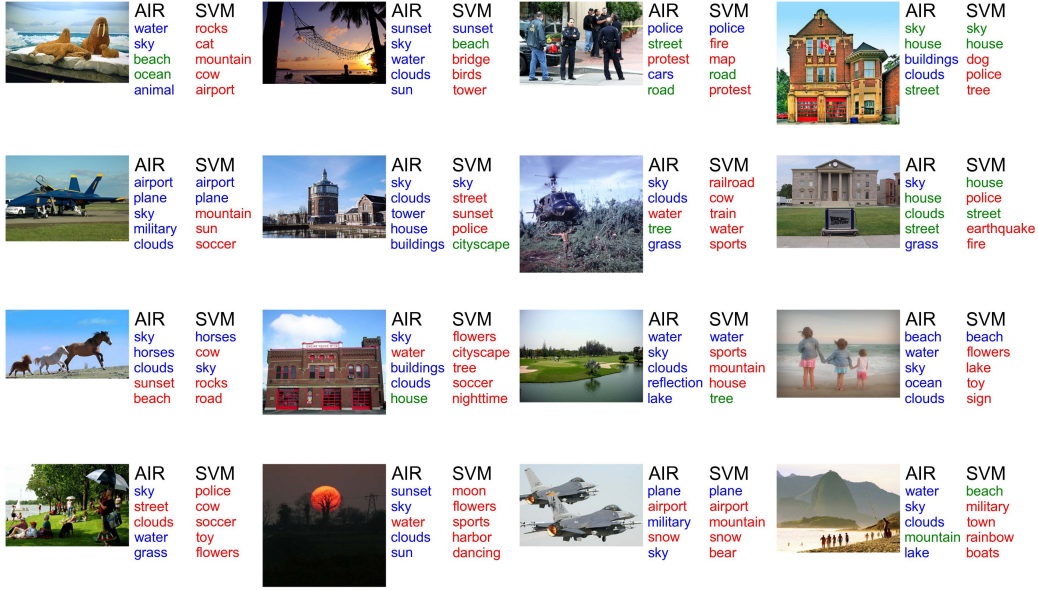 AIR SVM
water rocks
sky cat
beach mountain
ocean cow
animal airport
AIR SVM
sunset sunset
sky beach
water bridge
clouds birds
sun tower
AIR SVM
police police
street fire
protest map
cars road
road protest
AIR SVM
sky sky
house house
buildings dog
clouds police
street tree
AIR SVM
airport airport
plane plane
sky mountain
military sun
clouds soccer
AIR SVM
sky sky
clouds street
tower sunset
house police
buildings cityscape
AIR SVM
sky railroad
clouds cow
water train
tree water
grass sports
AIR SVM
sky house
house police
clouds street
street earthquake
grass fire
AIR SVM
sky horses
horses cow
clouds sky
sunset rocks
beach road
AIR SVM
sky flowers
water cityscape
buildings tree
clouds soccer
house nighttime
AIR SVM
water water
sky sports
clouds mountain
reflection house
lake tree
AIR SVM
beach beach
water flowers
sky lake
ocean toy
clouds sign
AIR SVM
sky police
street cow
clouds soccer
water toy
grass flowers
AIR SVM
sunset moon
sky flowers
water sports
clouds harbor
sun dancing
AIR SVM
plane plane
airport airport
military mountain
snow snow
sky bear
AIR SVM
water beach
sky military
clouds town
mountain rainbow
lake boats